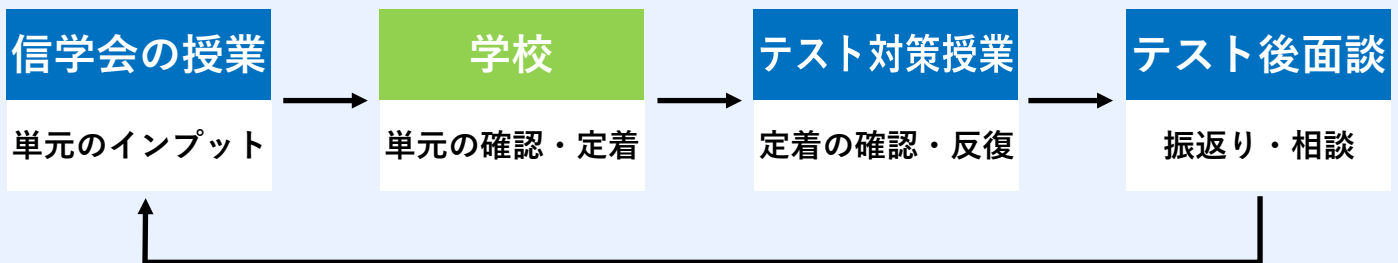 信学会の授業
単元のインプット
学校
単元の確認・定着
テスト対策授業
定着の確認・反復
テスト後面談
振返り・相談